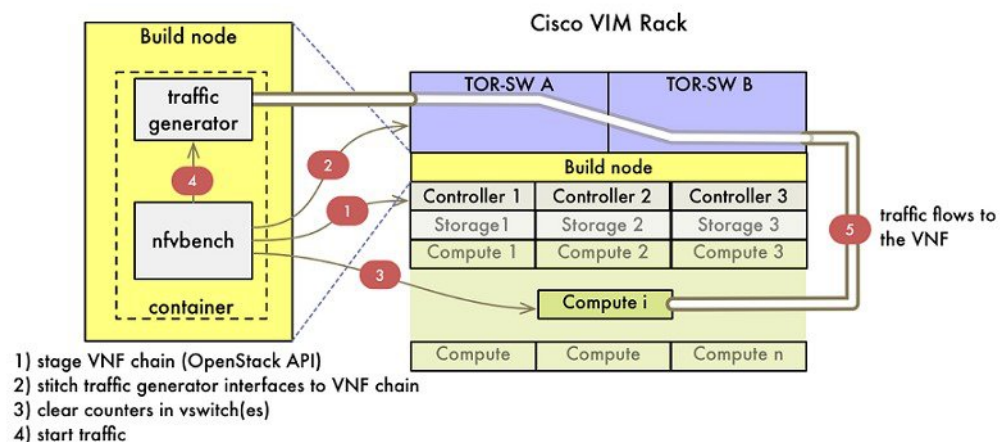 Cisco VIM Rack
Build node
traffic
generator
4
nfvbench
container
2
1
3
TOR-SW A
TOR-SW B
Build node
Controller 1
Controller 2
Controller 3
Storage1
Storage 2
Storage 3
Compute 1
Compute 2
Compute 3
Compute i
Compute
Compute
Compute n
5
traffic flows to
the VNF
1) stage VNF chain (OpenStack API)
2) stitch traffic generator interfaces to VNF chain
3) clear counters in vswitch(es)
4) start traffic